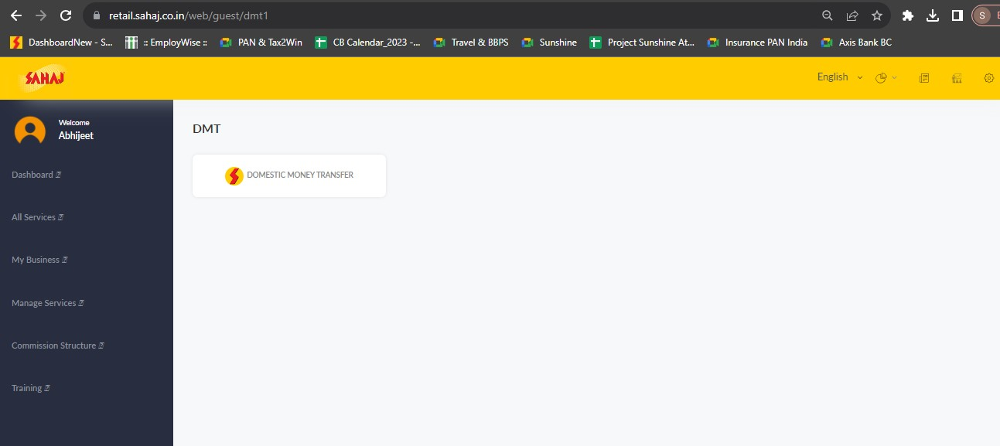 retail.sahaj.co.in/web/guest/dmt1
S
DashboardNew - S... :: EmployWise :: PAN & Tax2Win CB Calendar_2023 -... Travel & BBPS Sunshine Project Sunshine At... Insurance PAN India Axis Bank BC
SAHAJ
English
Welcome
Abhijeet
Dashboard
All Services
My Business
Manage Services
Commission Structure
Training
DMT
DOMESTIC MONEY TRANSFER